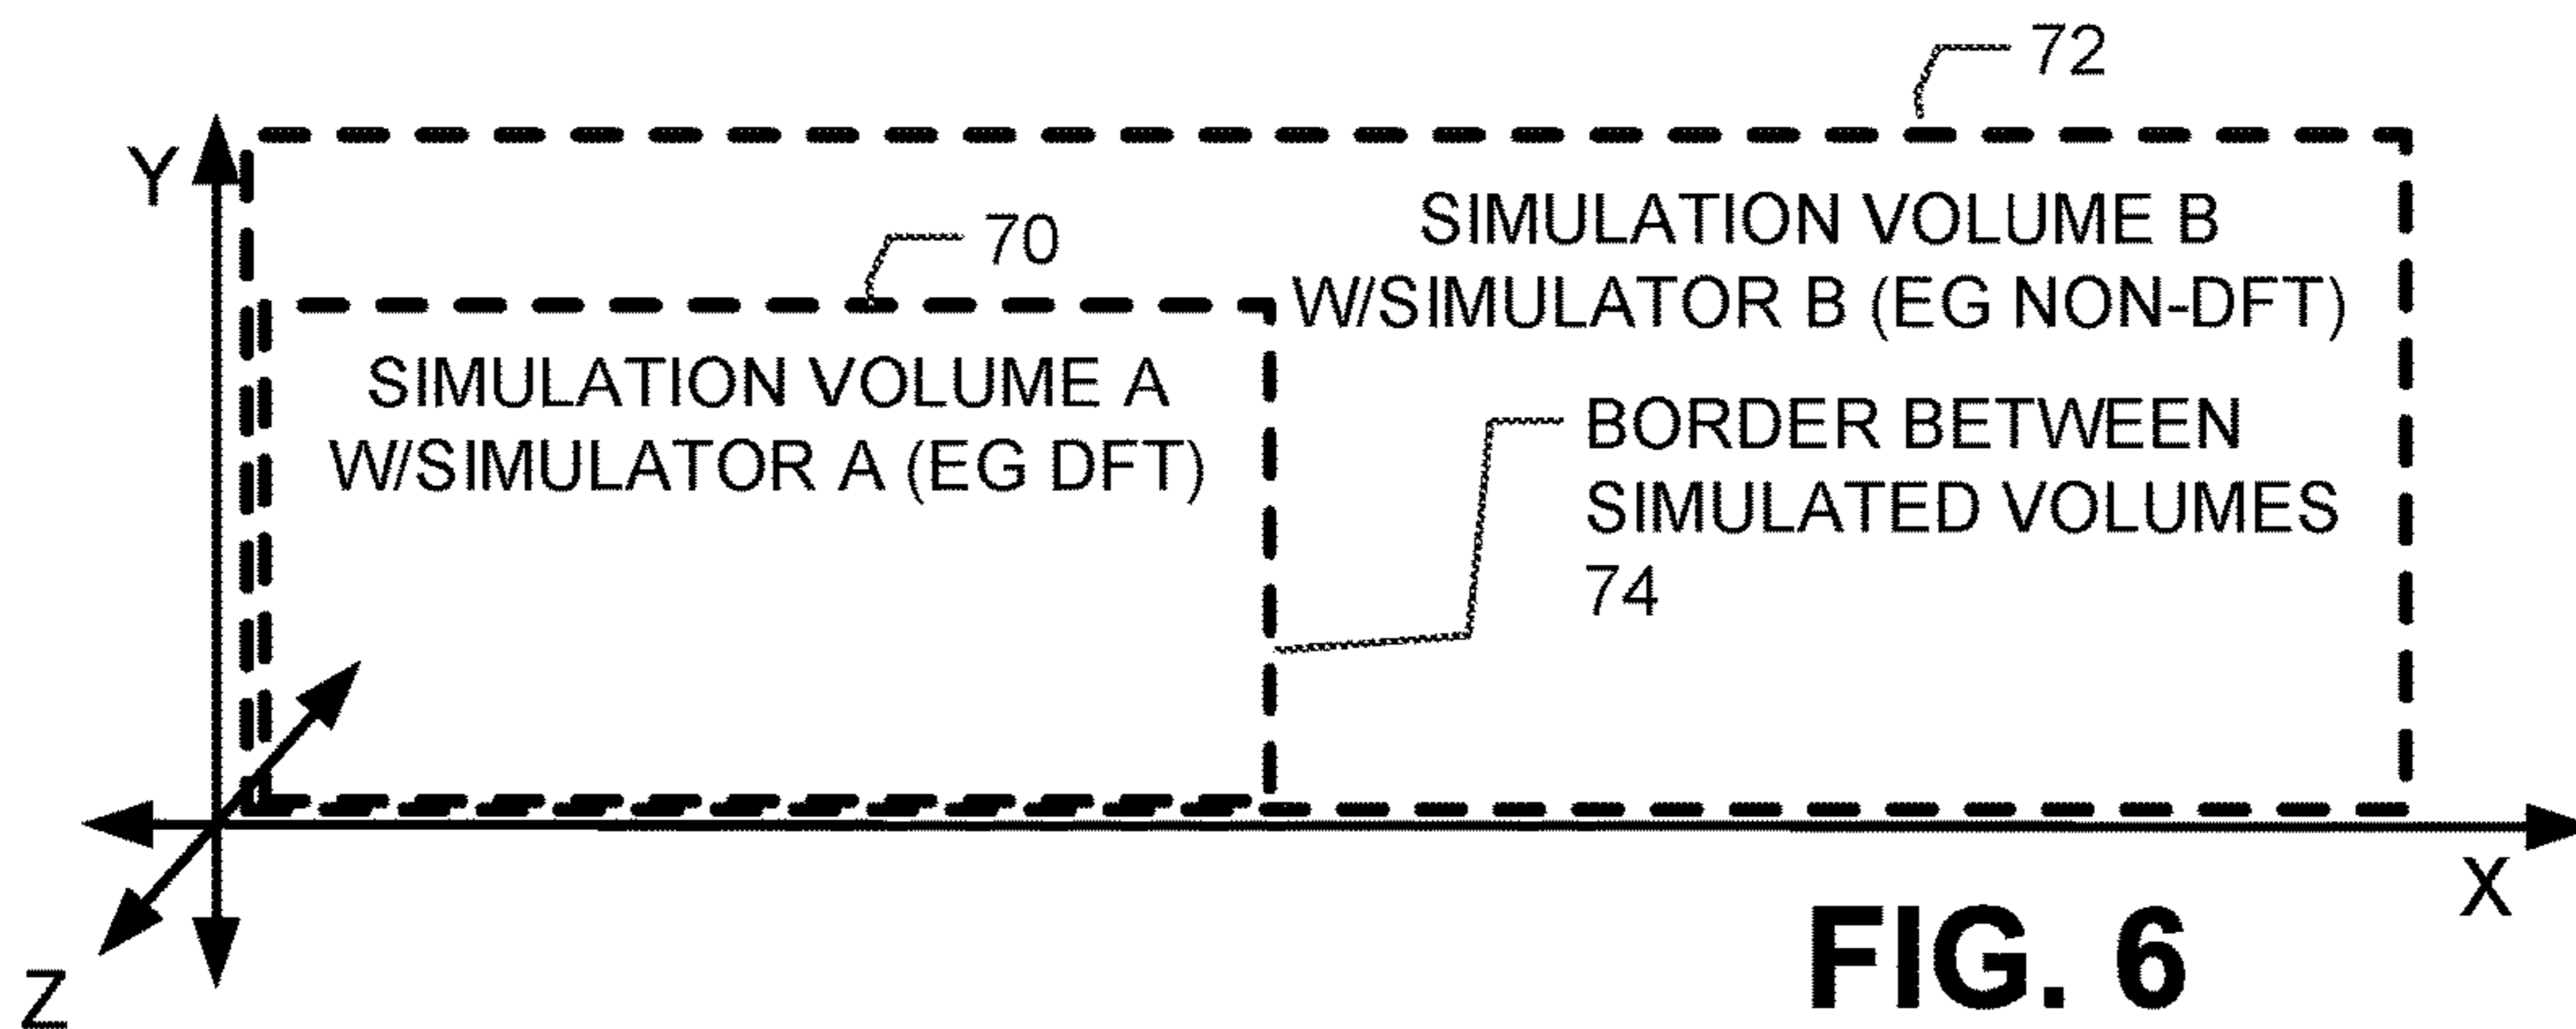 72
Y
70
SIMULATION VOLUME B
W/SIMULATOR B (EG NON-DFT)
SIMULATION VOLUME A
W/SIMULATOR A (EG DFT)
BORDER BETWEEN
SIMULATED VOLUMES
74
X
Z
FIG. 6